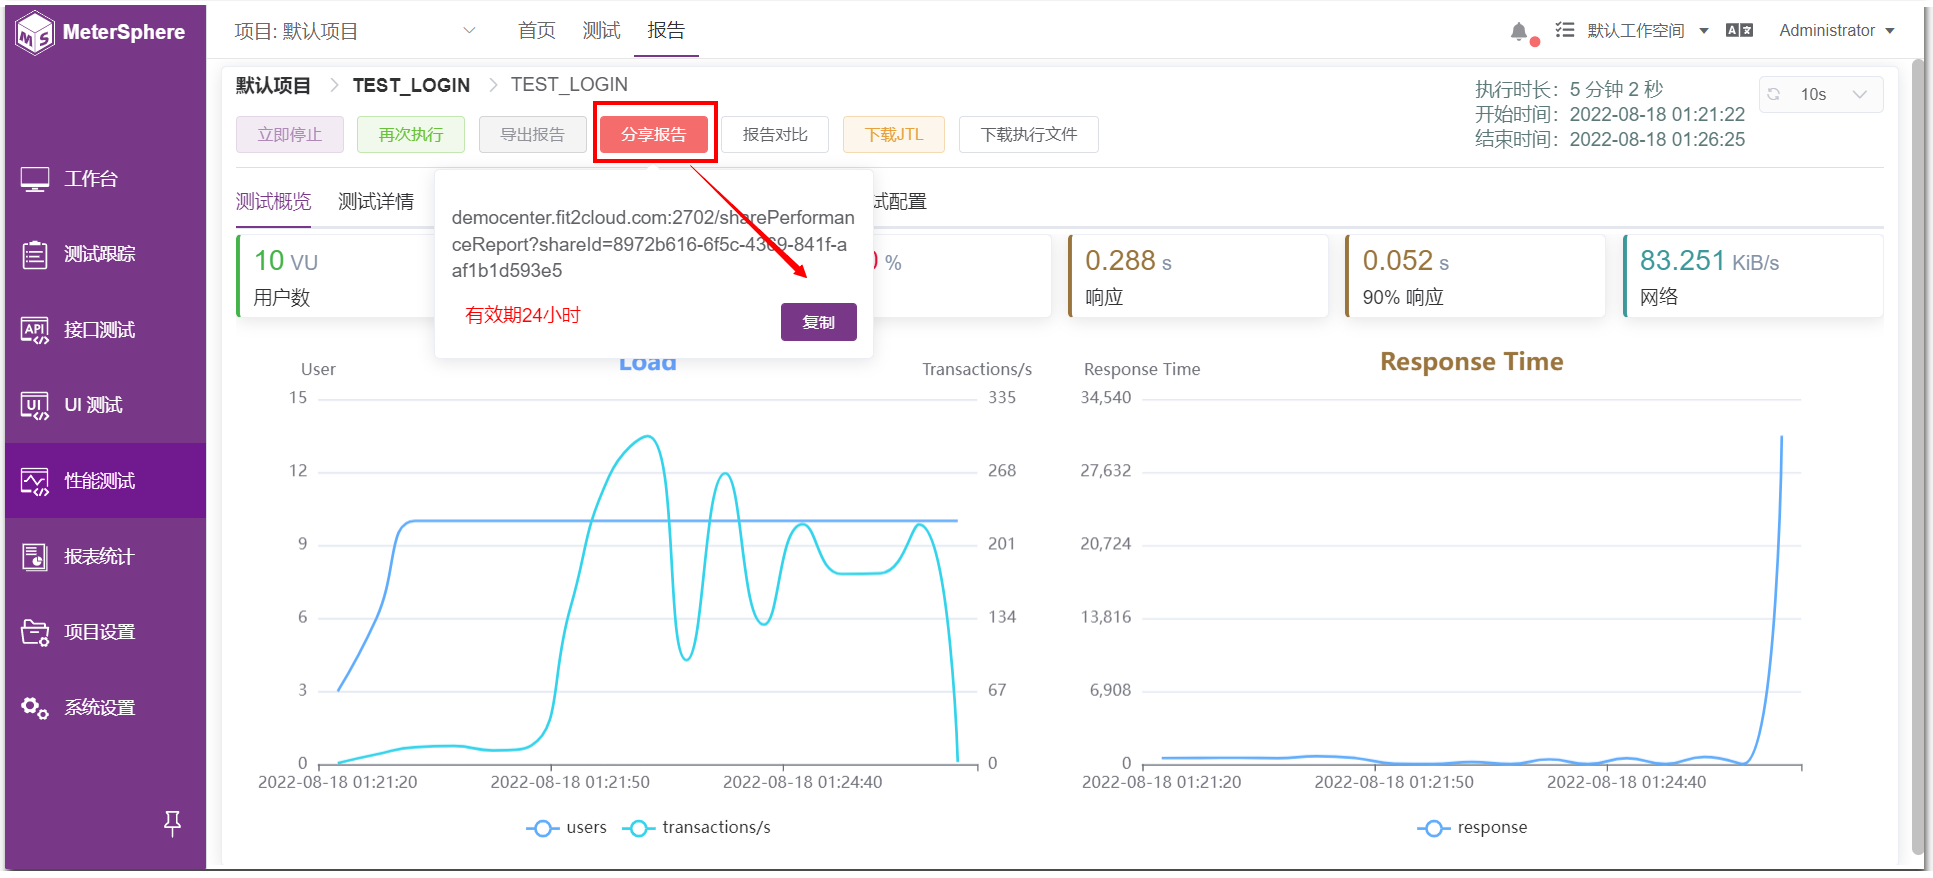 MeterSphere
项目: 默认项目
首页 测试 报告
默认工作空间
Administrator
默认项目 > TEST_LOGIN > TEST_LOGIN
执行时长: 5 分钟 2 秒
开始时间: 2022-08-18 01:21:22
结束时间: 2022-08-18 01:26:25
10s
立即停止 再次执行 导出报告 分享报告 报告对比 下载JTL 下载执行文件
工作台
测试跟踪
API 接口测试
UI UI 测试
性能测试
报表统计
项目设置
系统设置
测试概览 测试详情 试配置
democenter.fit2cloud.com:2702/sharePerforman
ceReport?shareId=8972b616-6f5c-4369-841f-a
af1b1d593e5
有效期24小时
复制
10 VU
用户数
%
0.288 s
响应
0.052 s
90% 响应
83.251 KiB/s
网络
Load
User
Transactions/s
15
12
9
6
3
0
335
268
201
134
67
0
2022-08-18 01:21:20 2022-08-18 01:21:50 2022-08-18 01:24:40
users transactions/s
Response Time
Response Time
34,540
27,632
20,724
13,816
6,908
0
2022-08-18 01:21:20 2022-08-18 01:21:50 2022-08-18 01:24:40
response